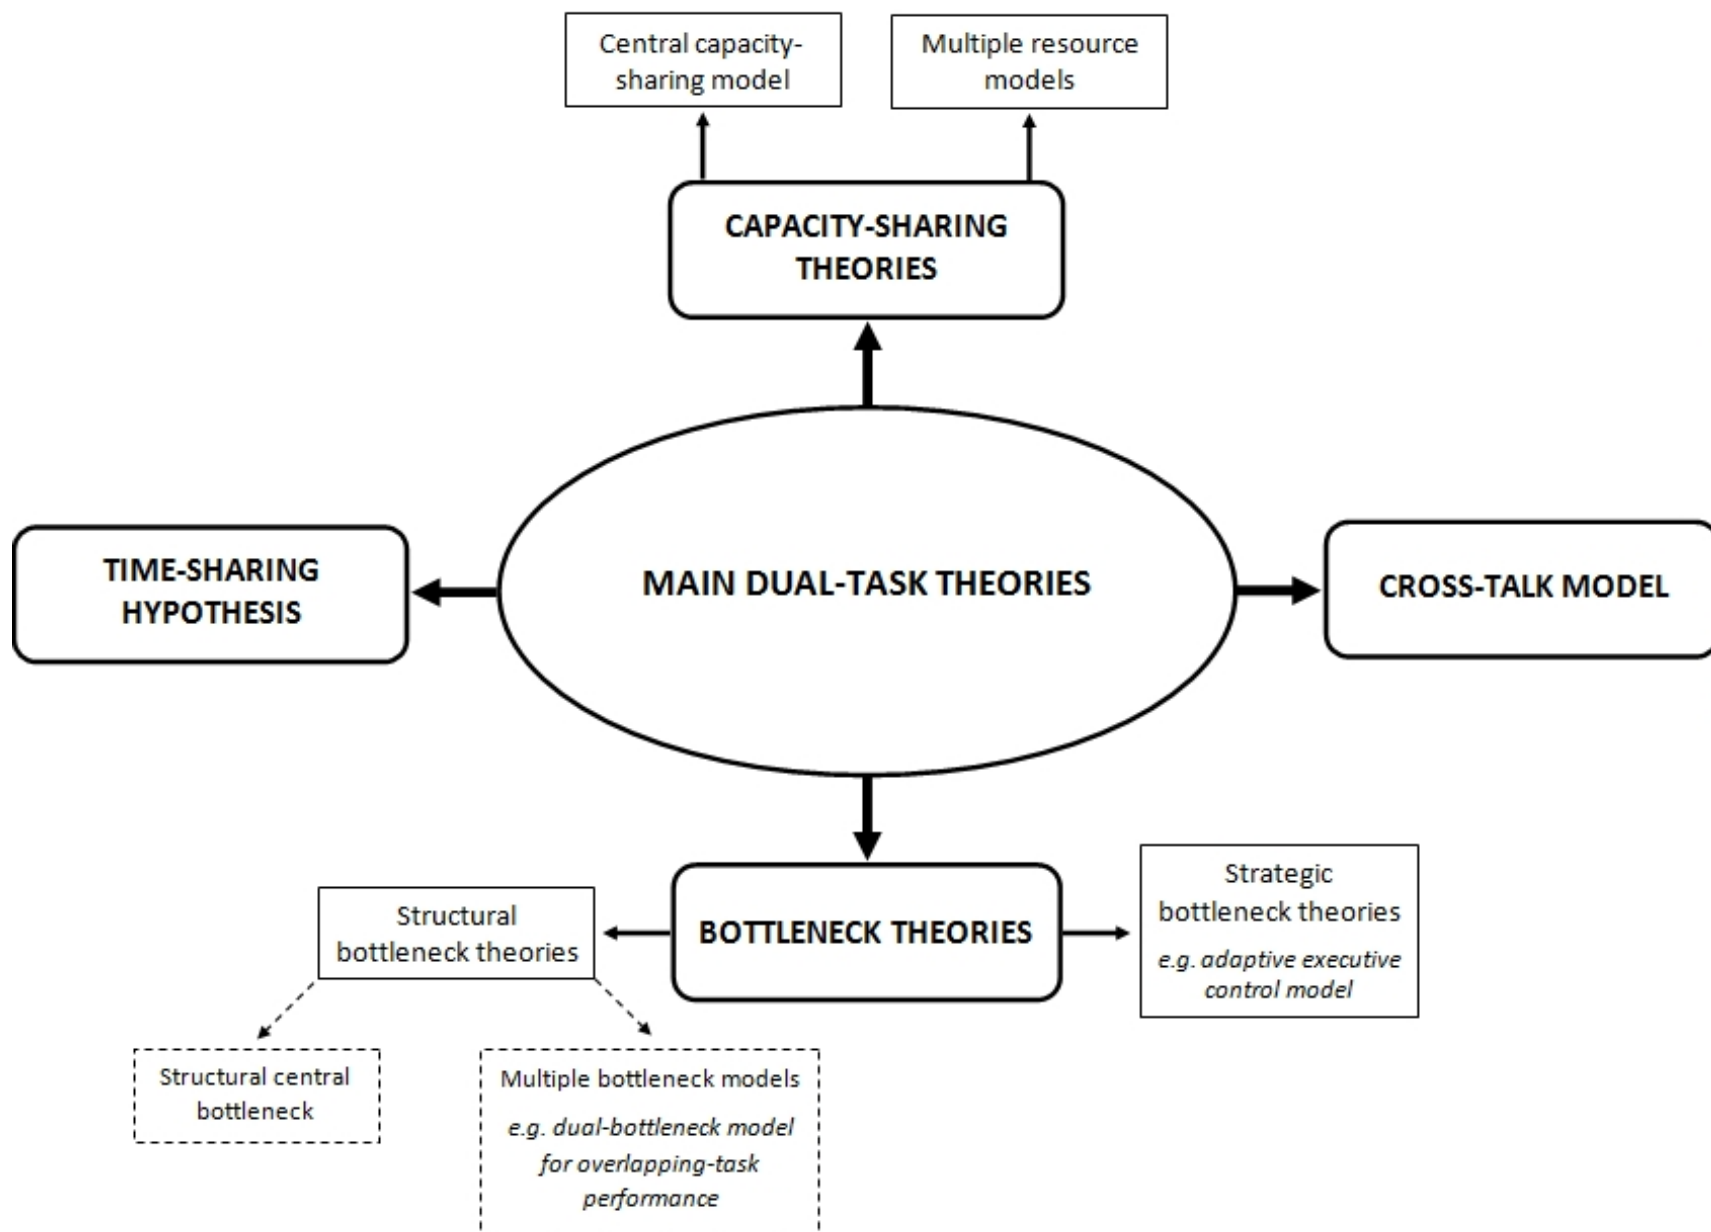 Central capacity-
sharing model
Multiple resource
models
CAPACITY-SHARING
THEORIES
TIME-SHARING
HYPOTHESIS
MAIN DUAL-TASK THEORIES
CROSS-TALK MODEL
BOTTLENECK THEORIES
Structural
bottleneck theories
Strategic
bottleneck theories
e.g. adaptive executive
control model
Structural central
bottleneck
Multiple bottleneck models
e.g. dual-bottleneck model
for overlapping-task
performance